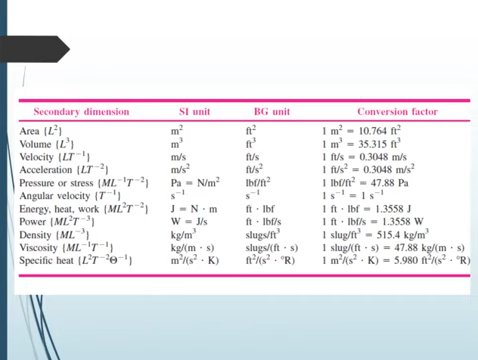 Secondary dimension SI unit BG unit Conversion factor
Area {L²} m² ft² 1 m² = 10.764 ft²
Volume {L³} m³ ft³ 1 m³ = 35.315 ft³
Velocity {LT⁻¹} m/s ft/s 1 ft/s = 0.3048 m/s
Acceleration {LT⁻²} m/s² ft/s² 1 ft/s² = 0.3048 m/s²
Pressure or stress {ML⁻¹T⁻²} Pa = N/m² lbf/ft² 1 lbf/ft² = 47.88 Pa
Angular velocity {T⁻¹} s⁻¹ s⁻¹ 1 s⁻¹ = 1 s⁻¹
Energy, heat, work {ML²T⁻²} J = N · m ft · lbf 1 ft · lbf = 1.3558 J
Power {ML²T⁻³} W = J/s ft · lbf/s 1 ft · lbf/s = 1.3558 W
Density {ML⁻³} kg/m³ slugs/ft³ 1 slug/ft³ = 515.4 kg/m³
Viscosity {ML⁻¹T⁻¹} kg/(m · s) slugs/(ft · s) 1 slug/(ft · s) = 47.88 kg/(m · s)
Specific heat {L²T⁻²Θ⁻¹} m²/(s² · K) ft²/(s² · °R) 1 m²/(s² · K) = 5.980 ft²/(s² · °R)